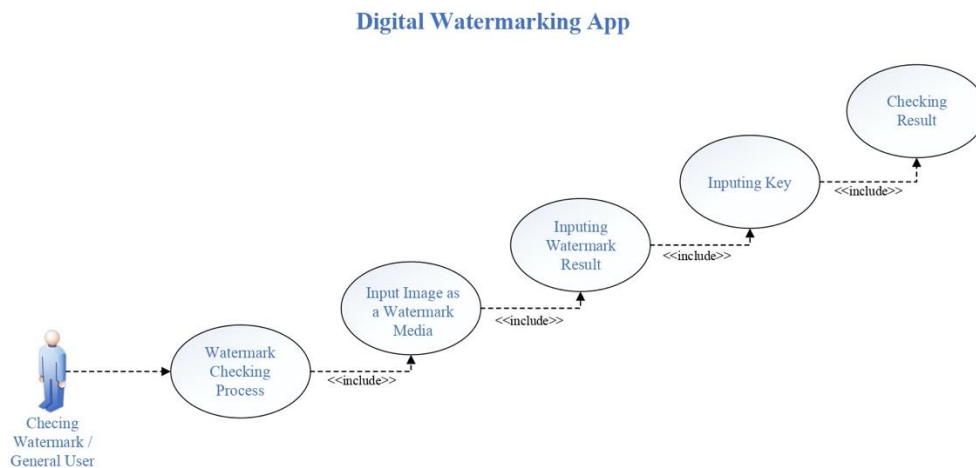 Digital Watermarking App
Checing
Watermark /
General User
Watermark
Checking
Process
<<include>>
Input Image as
a Watermark
Media
<<include>>
Inputing
Watermark
Result
<<include>>
Inputing Key
<<include>>
Checking
Result